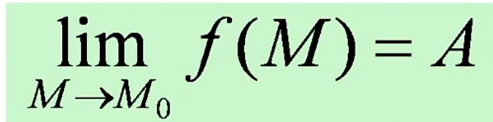 lim f(M) = A
M→M₀